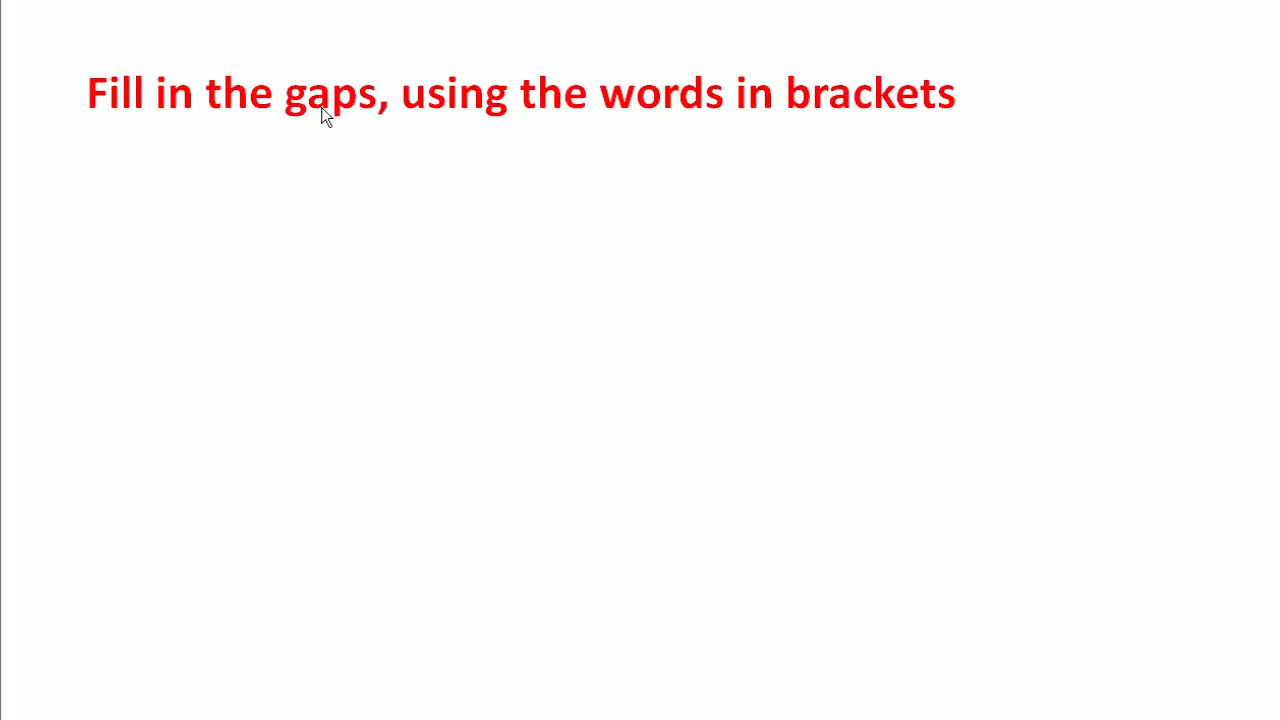 Fill in the gaps, using the words in brackets